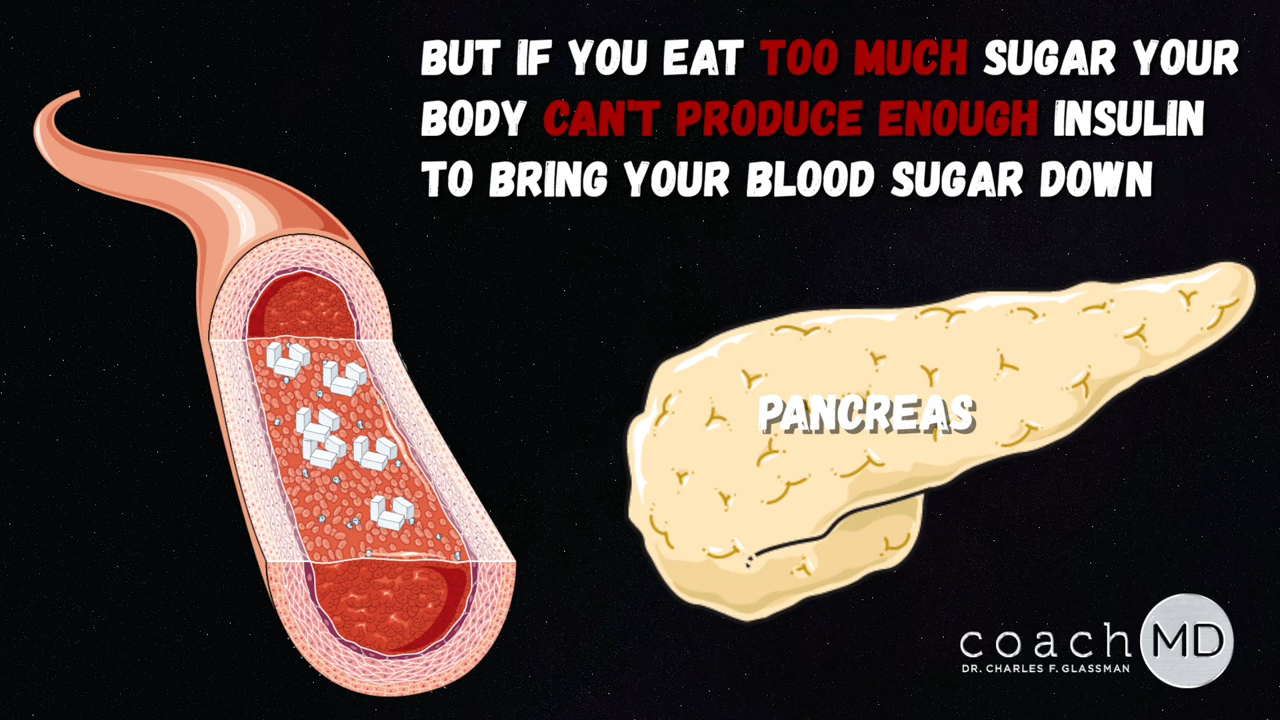 BUT IF YOU EAT TOO MUCH SUGAR YOUR
BODY CAN'T PRODUCE ENOUGH INSULIN
TO BRING YOUR BLOOD SUGAR DOWN
PANCREAS
coach MD
DR. CHARLES F. GLASSMAN